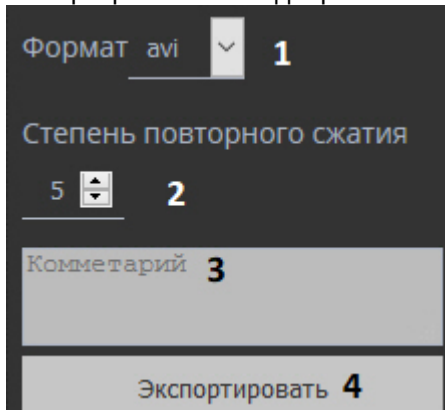 Формат avi 1
Степень повторного сжатия
5 2
Комметарий 3
Экспортировать 4